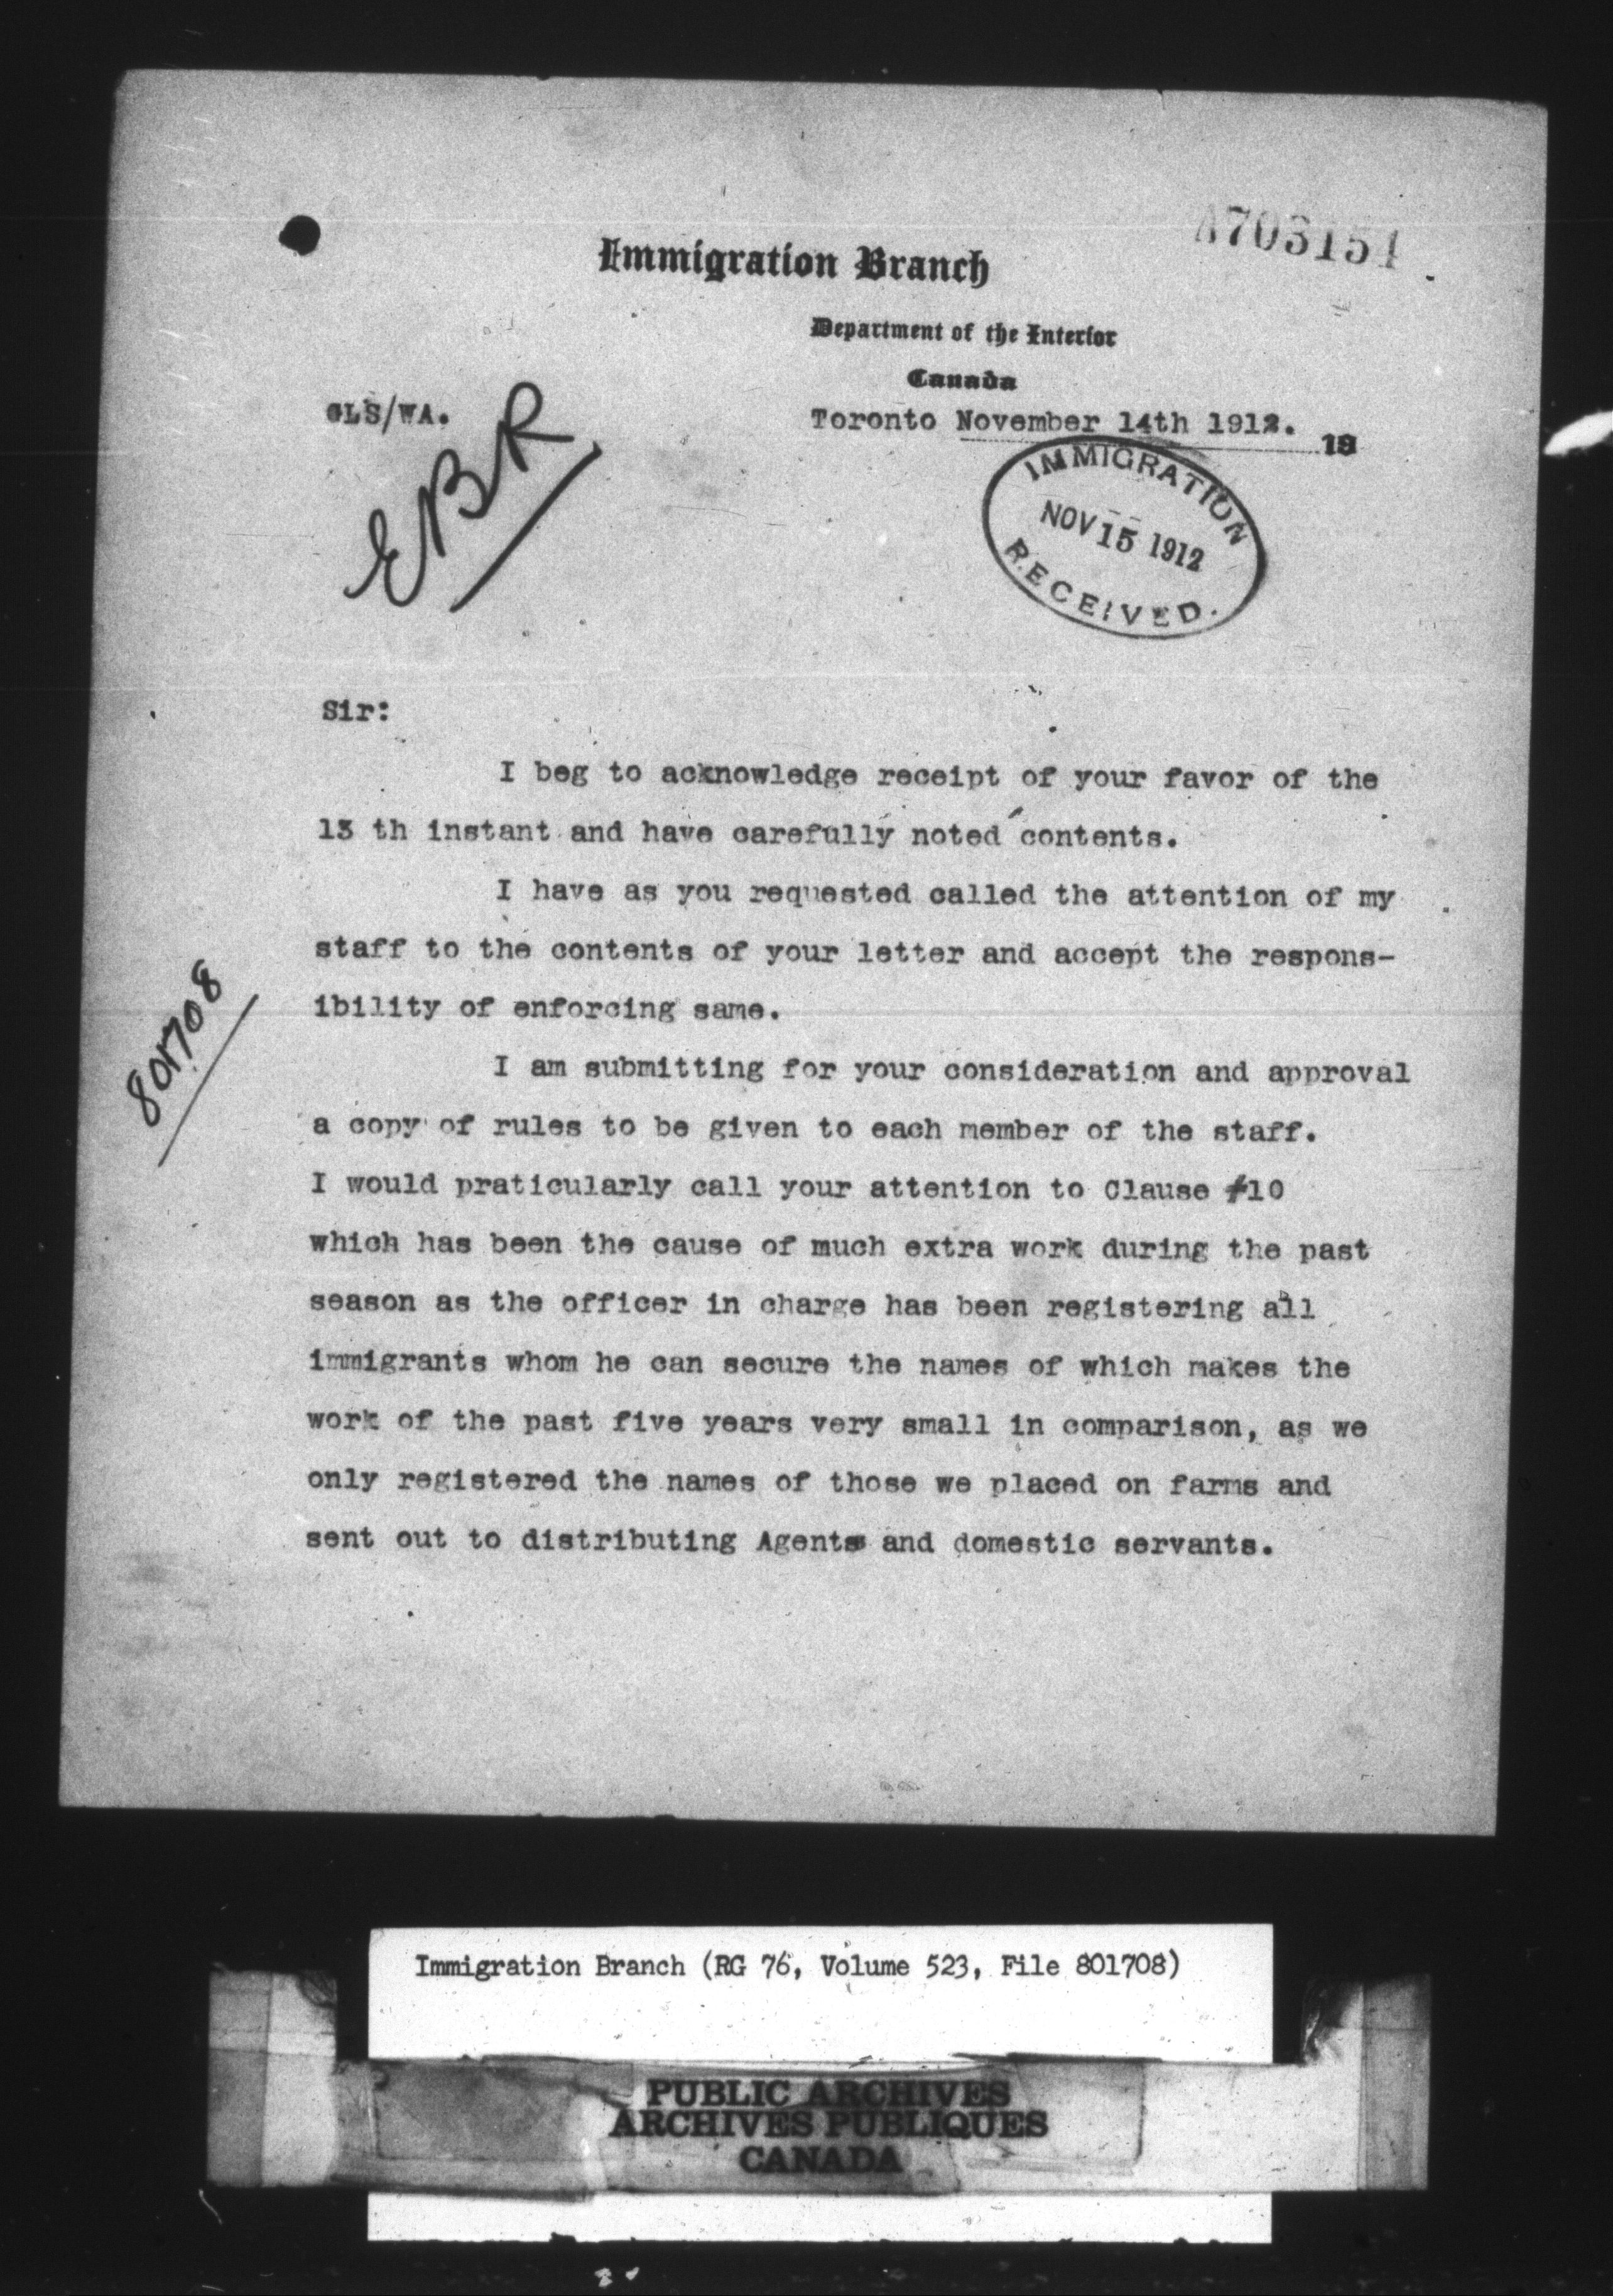 A703151
Immigration Branch
Department of the Interior
Canada
GLS/WA.
Toronto November 14th 1912.
19
EBR
IMMIGRATION
NOV 15 1912
RECEIVED.
Sir:
I beg to acknowledge receipt of your favor of the
13 th instant and have carefully noted contents.
I have as you requested called the attention of my
staff to the contents of your letter and accept the respons-
ibility of enforcing same.
801708
I am submitting for your consideration and approval
a copy of rules to be given to each member of the staff.
I would praticularly call your attention to Clause #10
which has been the cause of much extra work during the past
season as the officer in charge has been registering all
immigrants whom he can secure the names of which makes the
work of the past five years very small in comparison, as we
only registered the names of those we placed on farms and
sent out to distributing Agents and domestic servants.
Immigration Branch (RG 76, Volume 523, File 801708)
PUBLIC ARCHIVES
ARCHIVES PUBLIQUES
CANADA